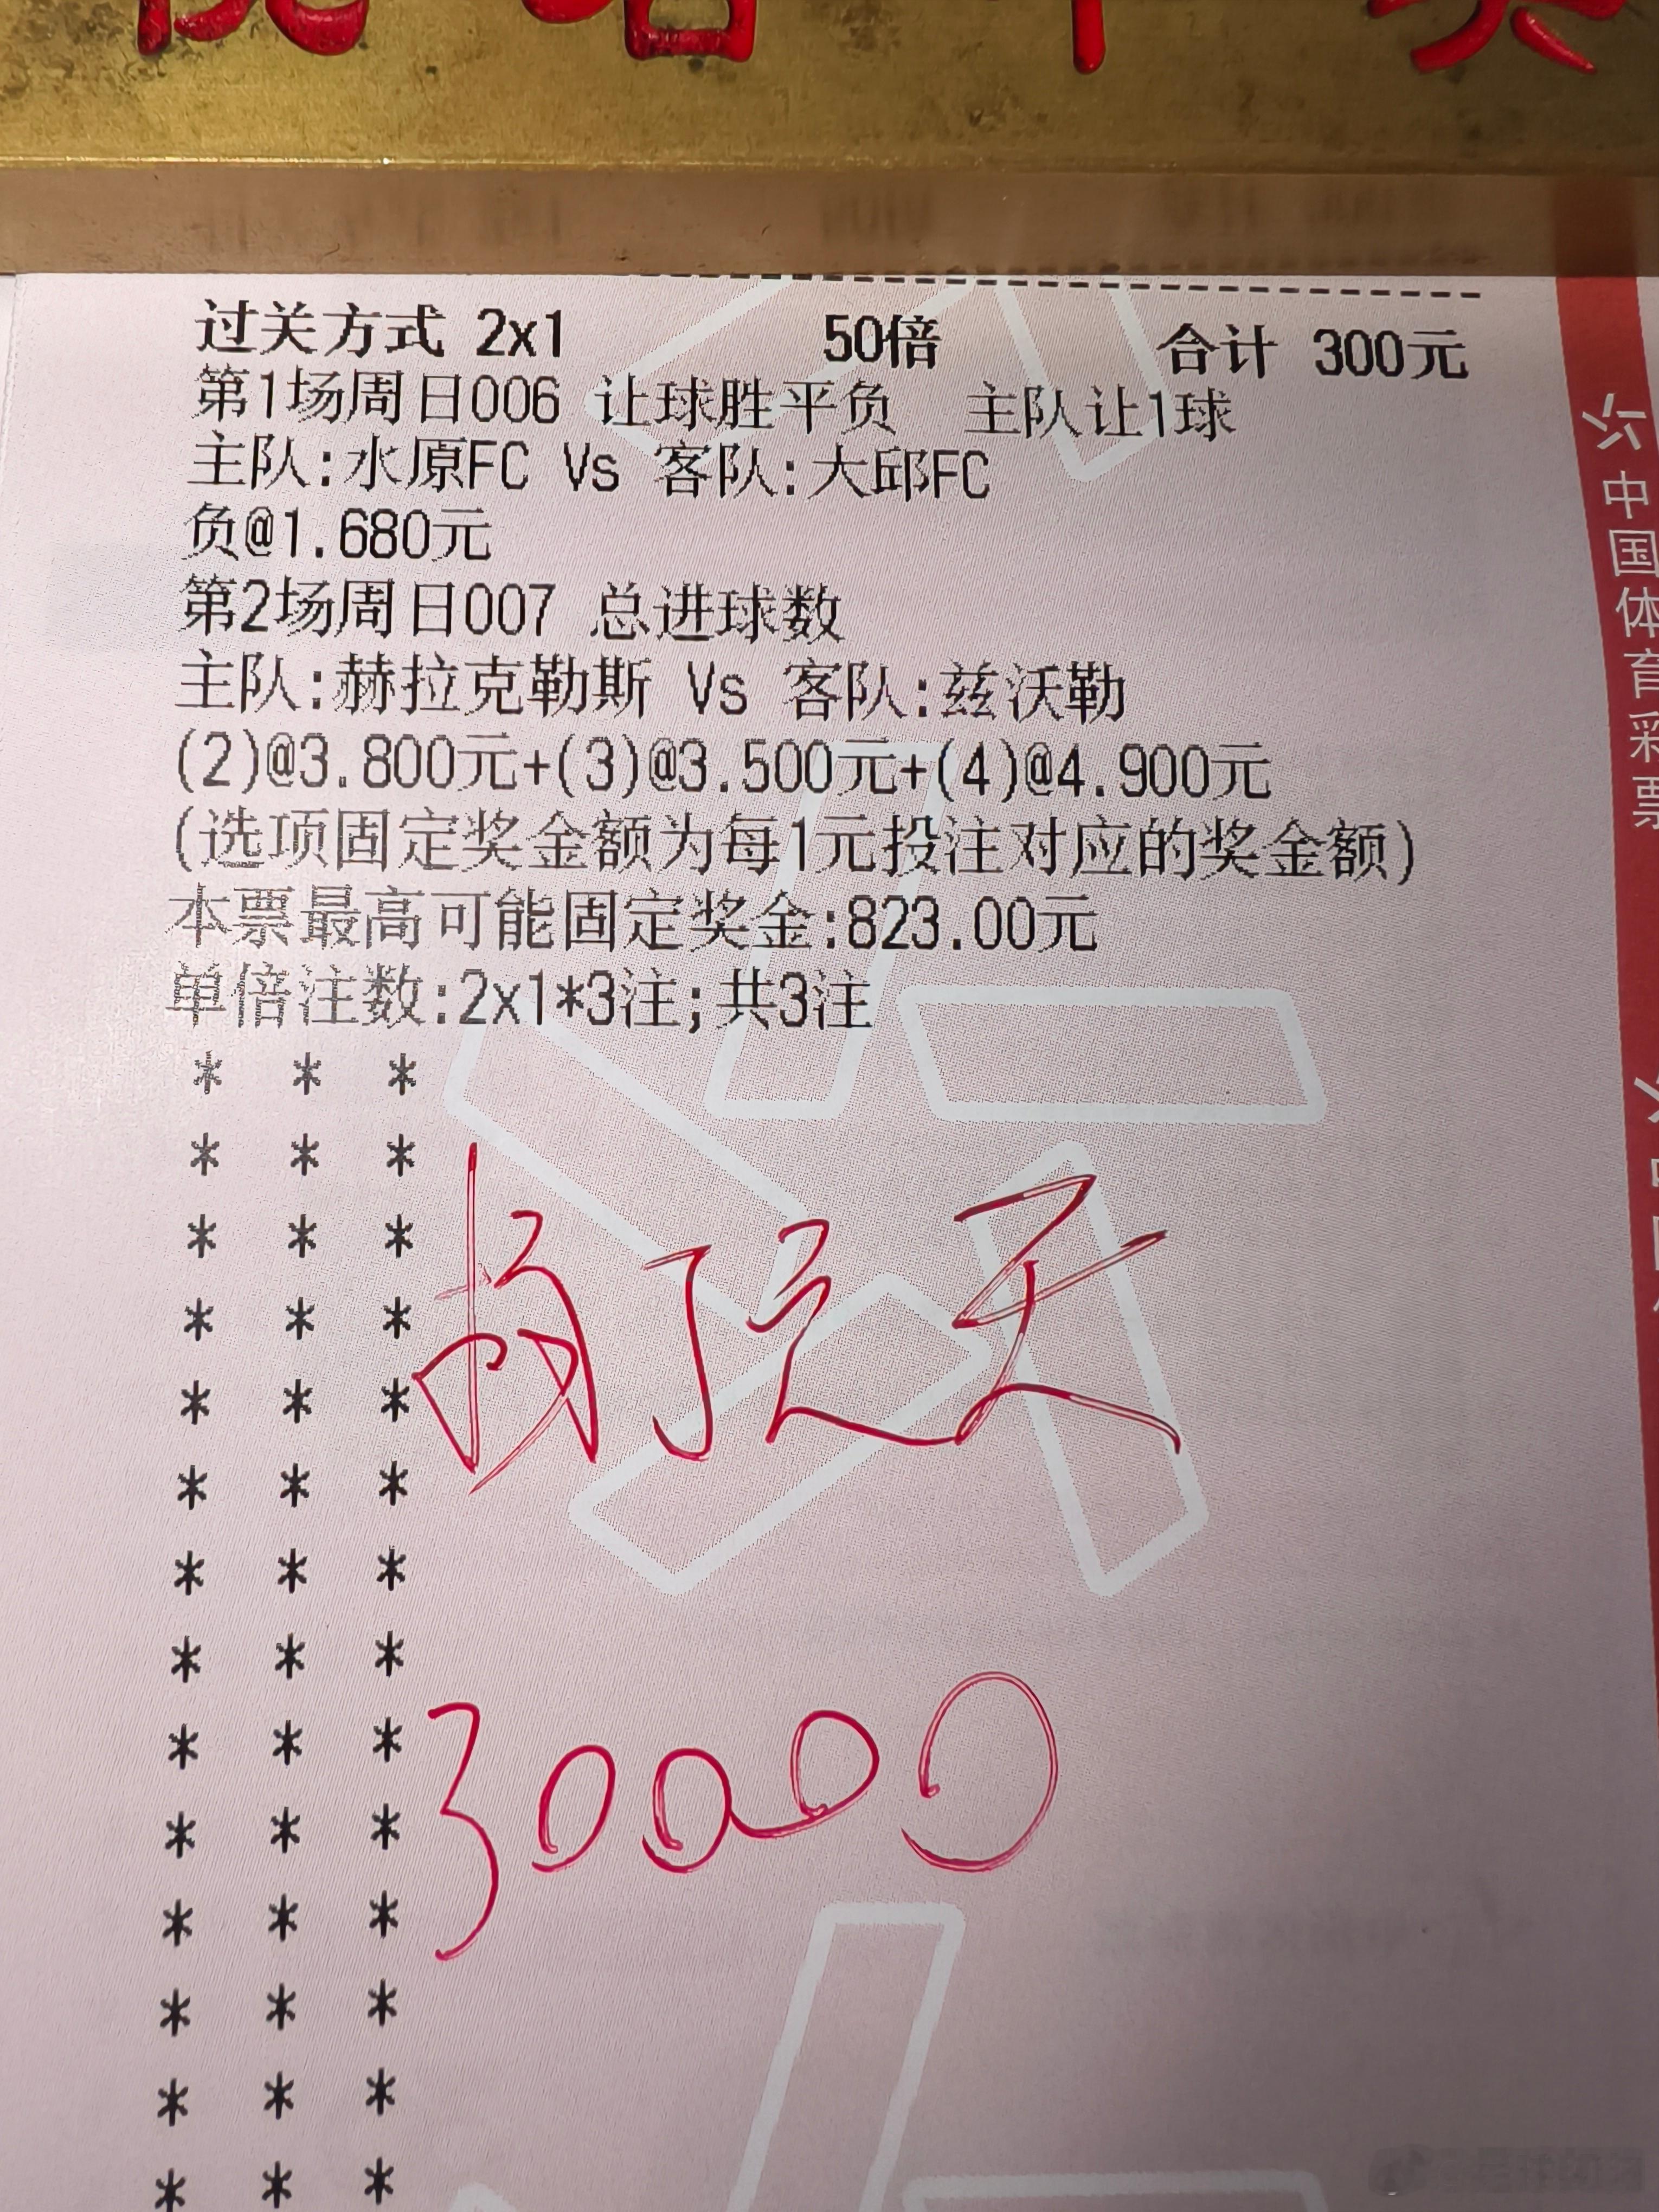 过关方式 2x1 50倍 合计 300元
第1场周日006 让球胜平负 主队让1球
主队:水原FC Vs 客队:大邱FC
负@1.680元
第2场周日007 总进球数
主队:赫拉克勒斯 Vs 客队:兹沃勒
(2)@3.800元+(3)@3.500元+(4)@4.900元
(选项固定奖金额为每1元投注对应的奖金额)
本票最高可能固定奖金:823.00元
单倍注数:2x1*3注;共3注
* * *
* * *
* * *
* * *
* * *
* * *
* * *
* * *
* * *
* * *
* * *
* * *
* * *
* * *
30000
中国体育彩票